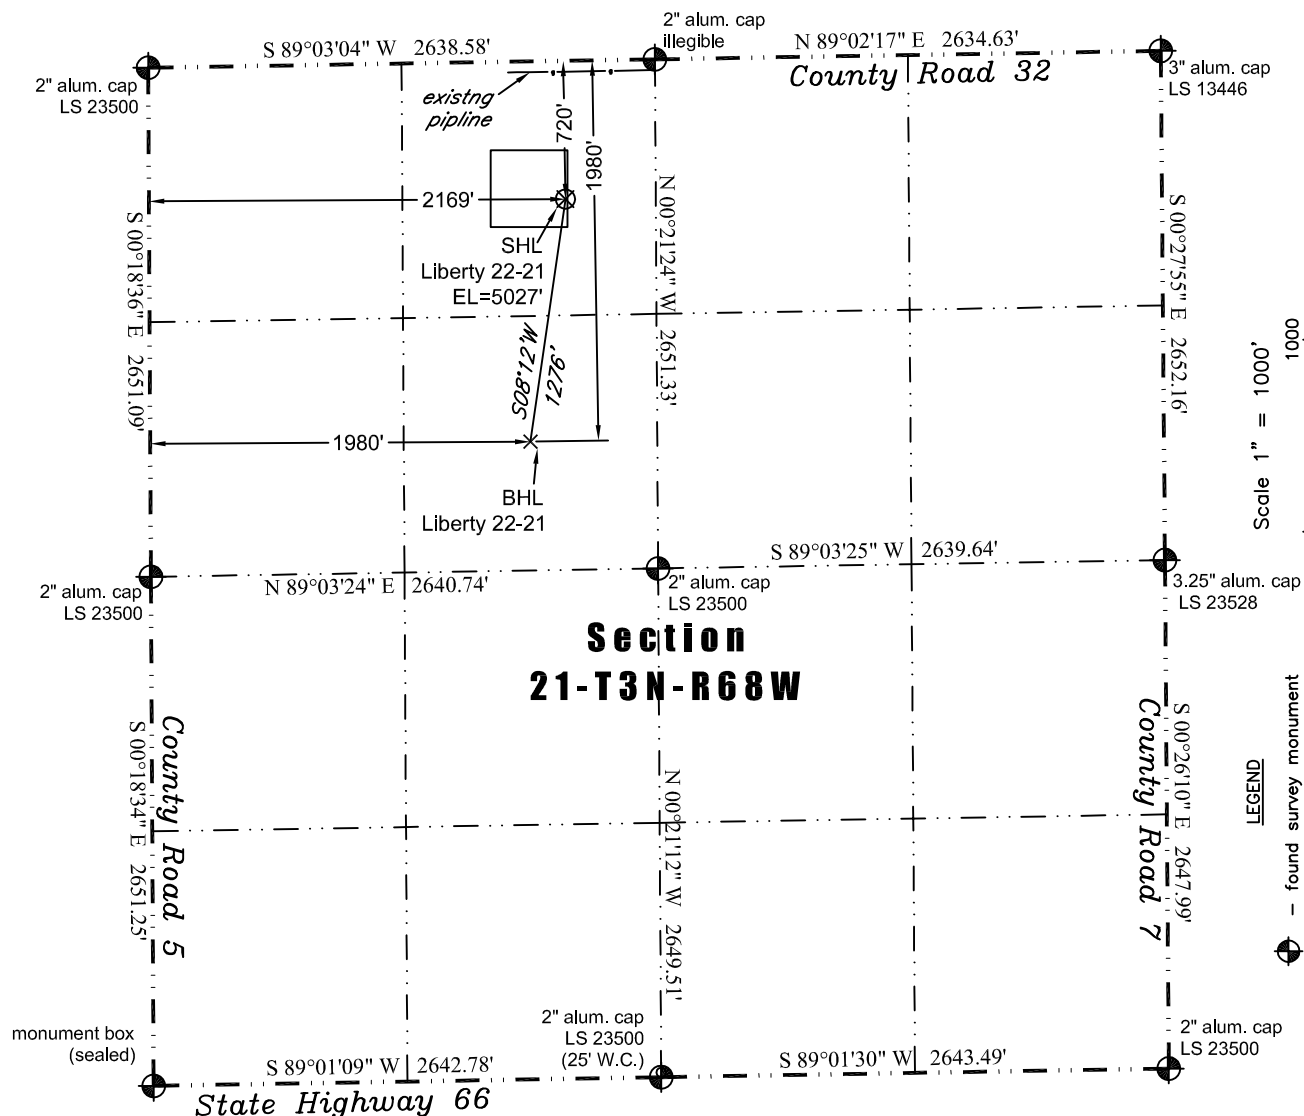 2" alum. cap
illegible
S 89°03'04" W 2638.58'
N 89°02'17" E 2634.63'
County Road 32
2" alum. cap
LS 23500
3" alum. cap
LS 13446
existng
pipline
720'
1980'
2169'
SHL
Liberty 22-21
EL=5027'
S 00°18'36" E 2651.09'
N 00°21'24" W 2651.33'
S 00°27'55" E 2652.16'
S08°12'W
1276'
1980'
BHL
Liberty 22-21
Scale 1" = 1000'
1000
2" alum. cap
LS 23500
N 89°03'24" E 2640.74'
2" alum. cap
LS 23500
S 89°03'25" W 2639.64'
3.25" alum. cap
LS 23528
Section
21-T3N-R68W
County Road 5
S 00°18'34" E 2651.25'
N 00°21'12" W 2649.51'
County Road 7
S 00°26'10" E 2647.99'
LEGEND
- found survey monument
monument box
(sealed)
S 89°01'09" W 2642.78'
2" alum. cap
LS 23500
(25' W.C.)
S 89°01'30" W 2643.49'
2" alum. cap
LS 23500
State Highway 66